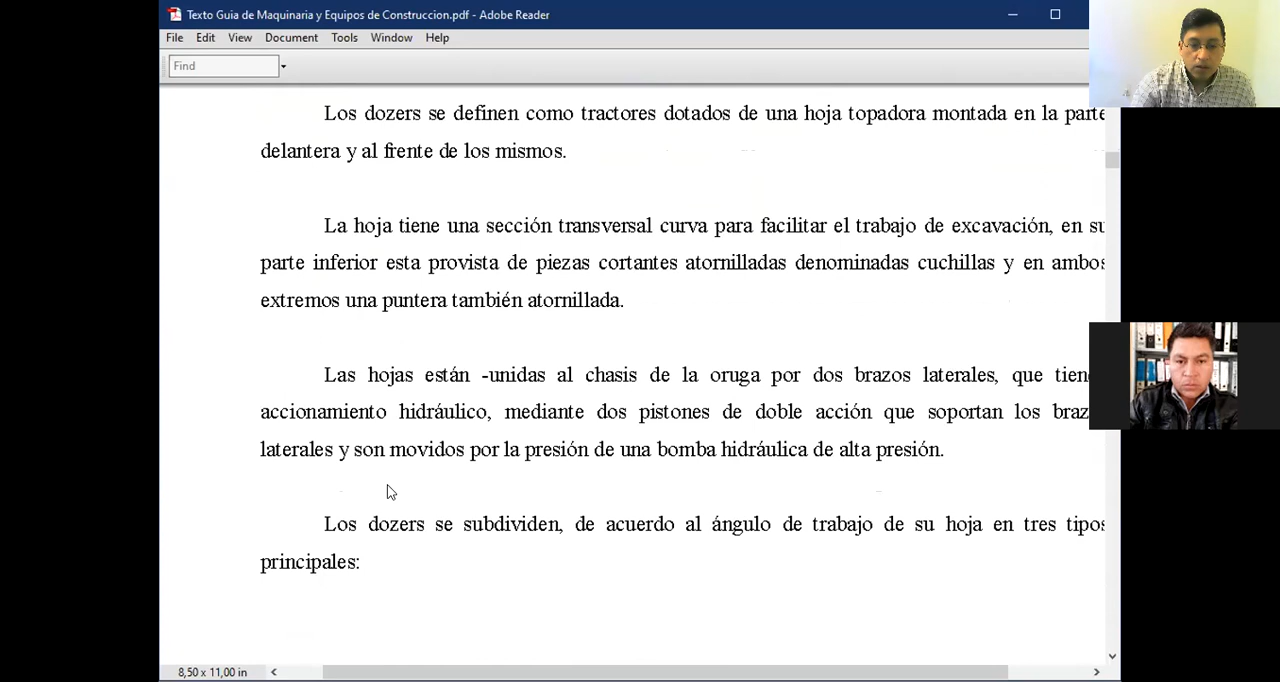 Texto Guia de Maquinaria y Equipos de Construccion.pdf - Adobe Reader
File Edit View Document Tools Window Help
Find
Los dozers se definen como tractores dotados de una hoja topadora montada en la parte
delantera y al frente de los mismos.
La hoja tiene una sección transversal curva para facilitar el trabajo de excavación, en su
parte inferior esta provista de piezas cortantes atornilladas denominadas cuchillas y en ambos
extremos una puntera también atornillada.
Las hojas están -unidas al chasis de la oruga por dos brazos laterales, que tien
accionamiento hidráulico, mediante dos pistones de doble acción que soportan los braz
laterales y son movidos por la presión de una bomba hidráulica de alta presión.
Los dozers se subdividen, de acuerdo al ángulo de trabajo de su hoja en tres tipos
principales:
8,50 x 11,00 in